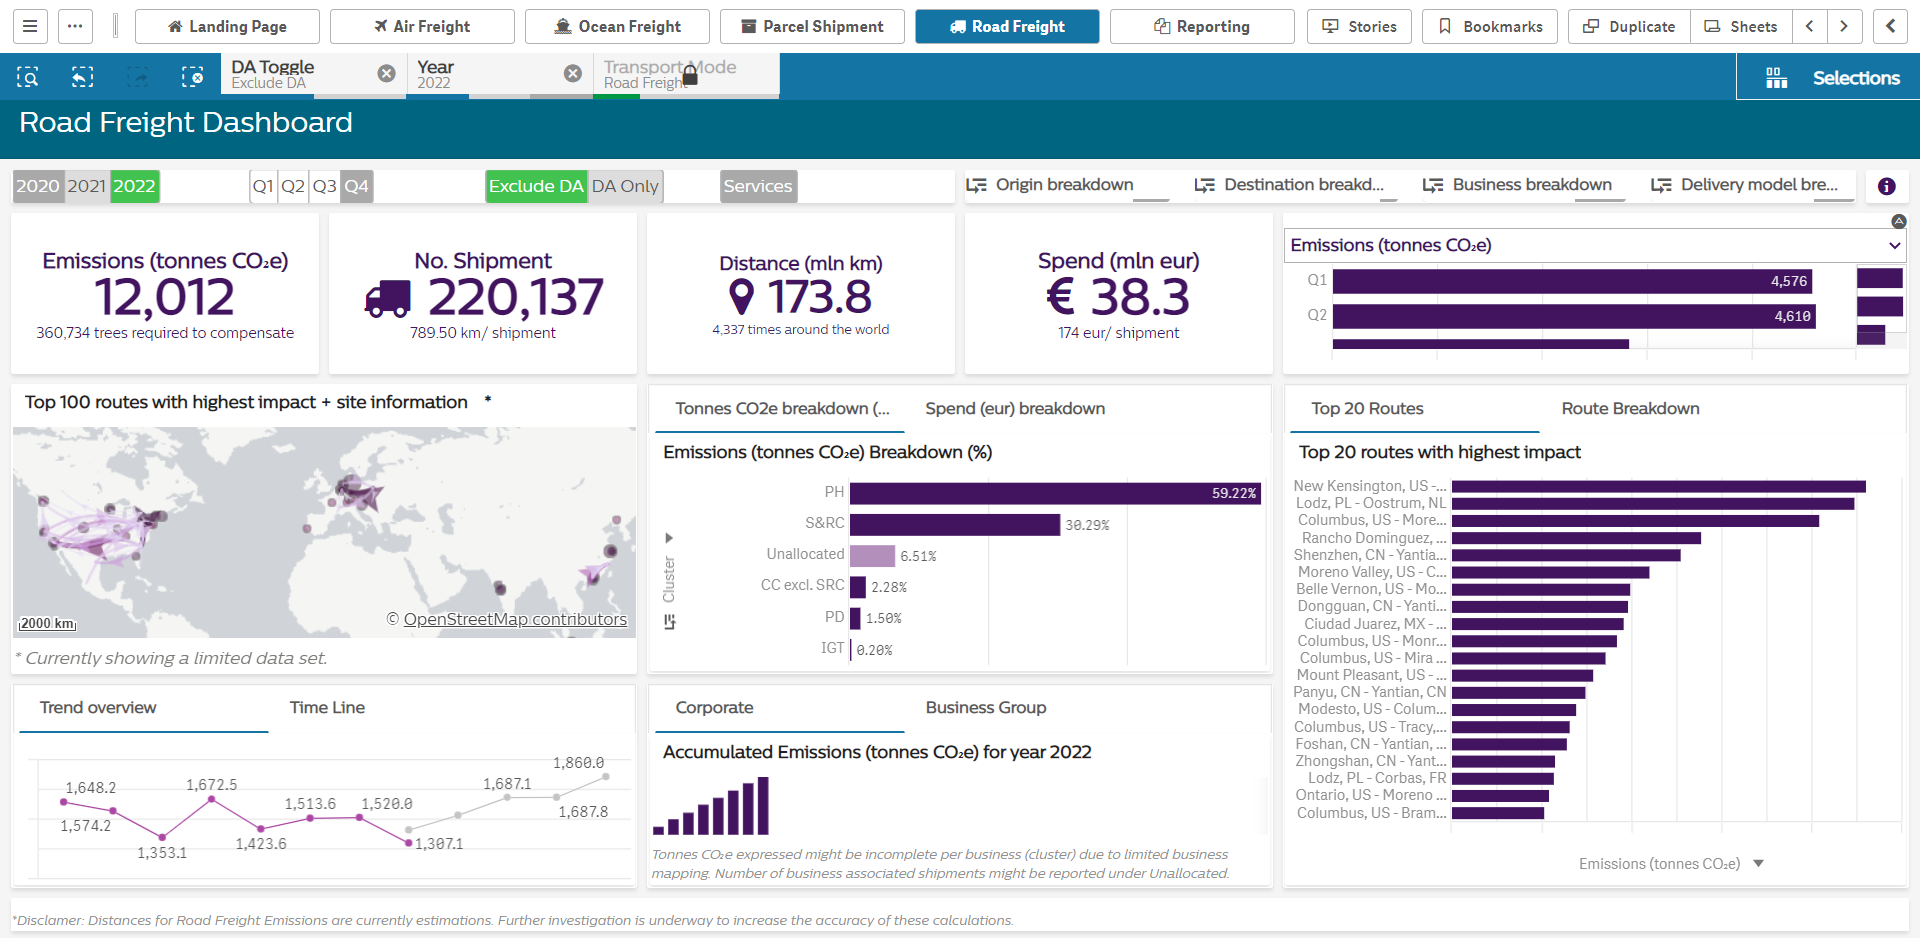 Landing Page
Air Freight
Ocean Freight
Parcel Shipment
Road Freight
Reporting
Stories
Bookmarks
Duplicate
Sheets
DA Toggle
Exclude DA
Year
2022
Transport Mode
Road Freight
Selections
Road Freight Dashboard
2020 2021 2022
Q1 Q2 Q3 Q4
Exclude DA DA Only
Services
Origin breakdown
Destination breakd...
Business breakdown
Delivery model bre...
Emissions (tonnes CO₂e)
12,012
360,734 trees required to compensate
No. Shipment
220,137
789.50 km/ shipment
Distance (mln km)
173.8
4,337 times around the world
Spend (mln eur)
€ 38.3
174 eur/ shipment
Emissions (tonnes CO₂e)
Q1 4,576
Q2 4,610
Top 100 routes with highest impact + site information *
2000 km
© OpenStreetMap contributors
* Currently showing a limited data set.
Tonnes CO2e breakdown (...
Spend (eur) breakdown
Emissions (tonnes CO₂e) Breakdown (%)
Cluster
PH 59.22%
S&RC 30.29%
Unallocated 6.51%
CC excl. SRC 2.28%
PD 1.50%
IGT 0.20%
Top 20 Routes
Route Breakdown
Top 20 routes with highest impact
New Kensington, US -...
Lodz, PL - Oostrum, NL
Columbus, US - More...
Rancho Dominguez, ...
Shenzhen, CN - Yantia...
Moreno Valley, US - C...
Belle Vernon, US - Mo...
Dongguan, CN - Yanti...
Ciudad Juarez, MX - ...
Columbus, US - Monr...
Columbus, US - Mira ...
Mount Pleasant, US - ...
Panyu, CN - Yantian, CN
Modesto, US - Colum...
Columbus, US - Tracy,...
Foshan, CN - Yantian, ...
Zhongshan, CN - Yant...
Lodz, PL - Corbas, FR
Ontario, US - Moreno ...
Columbus, US - Bram...
Emissions (tonnes CO₂e)
Trend overview
Time Line
1,648.2
1,574.2
1,353.1
1,672.5
1,423.6
1,513.6
1,520.0
1,307.1
1,687.1
1,687.8
1,860.0
Corporate
Business Group
Accumulated Emissions (tonnes CO₂e) for year 2022
Tonnes CO₂e expressed might be incomplete per business (cluster) due to limited business
mapping. Number of business associated shipments might be reported under Unallocated.
*Disclamer: Distances for Road Freight Emissions are currently estimations. Further investigation is underway to increase the accuracy of these calculations.